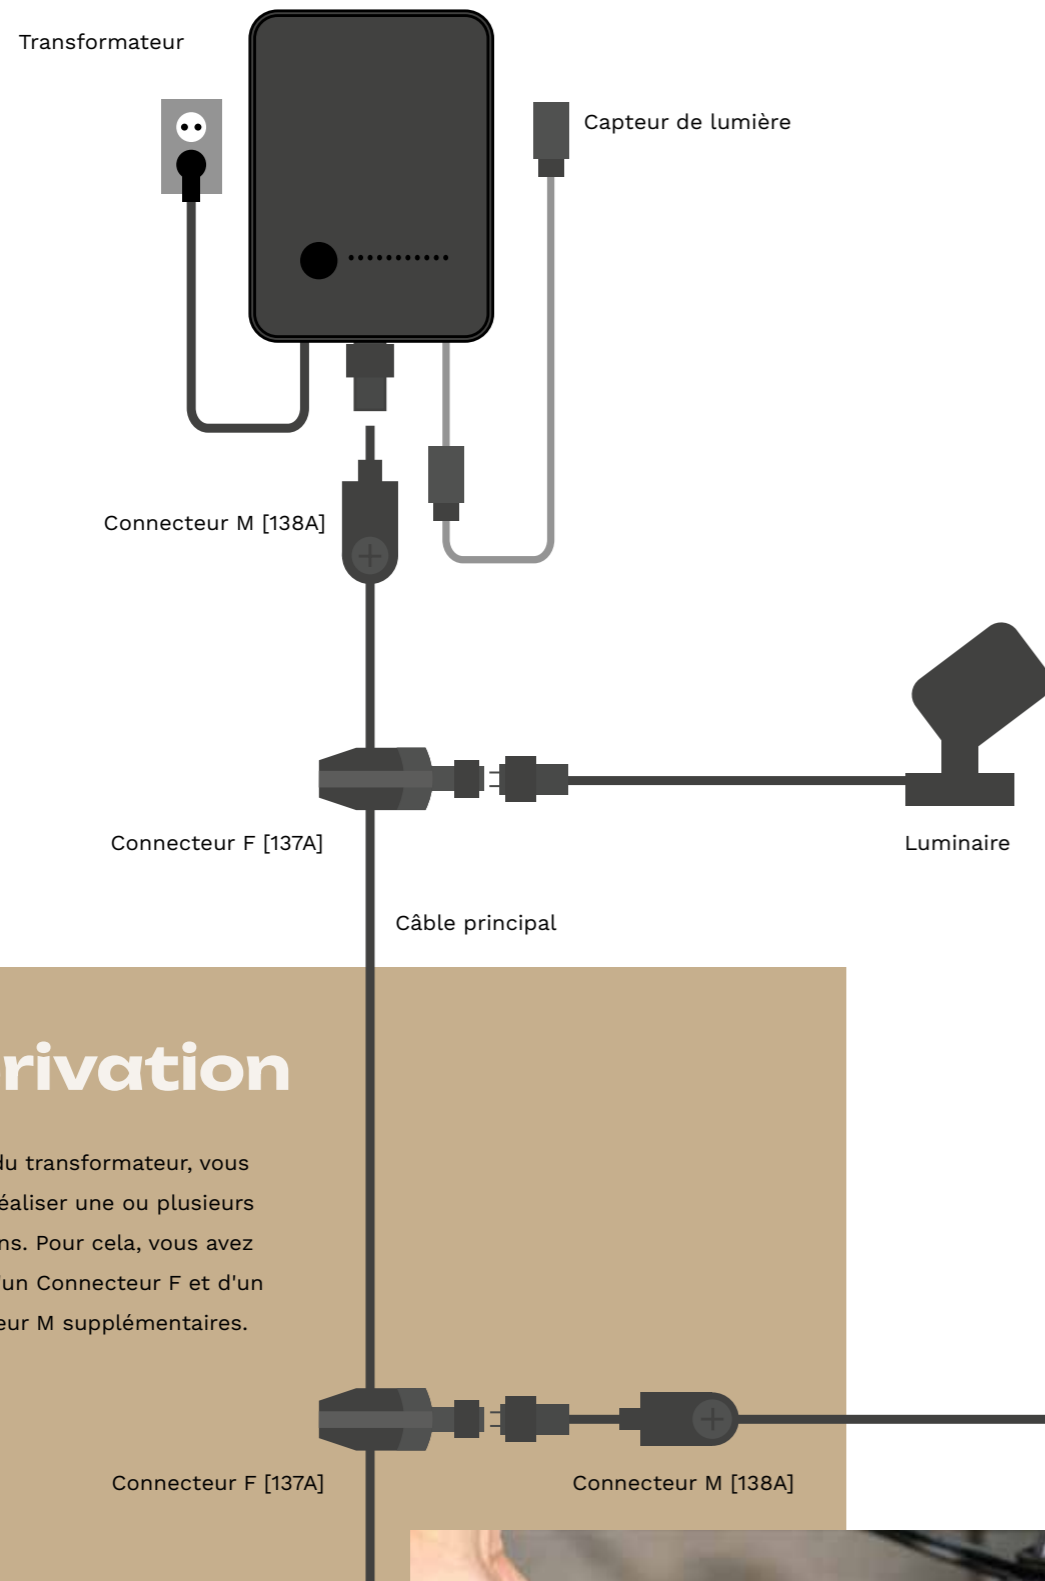 Transformateur
Capteur de lumière
Connecteur M [138A]
Connecteur F [137A]
Luminaire
Câble principal
rivation
du transformateur, vous
éaliser une ou plusieurs
ns. Pour cela, vous avez
'un Connecteur F et d'un
eur M supplémentaires.
Connecteur F [137A]
Connecteur M [138A]